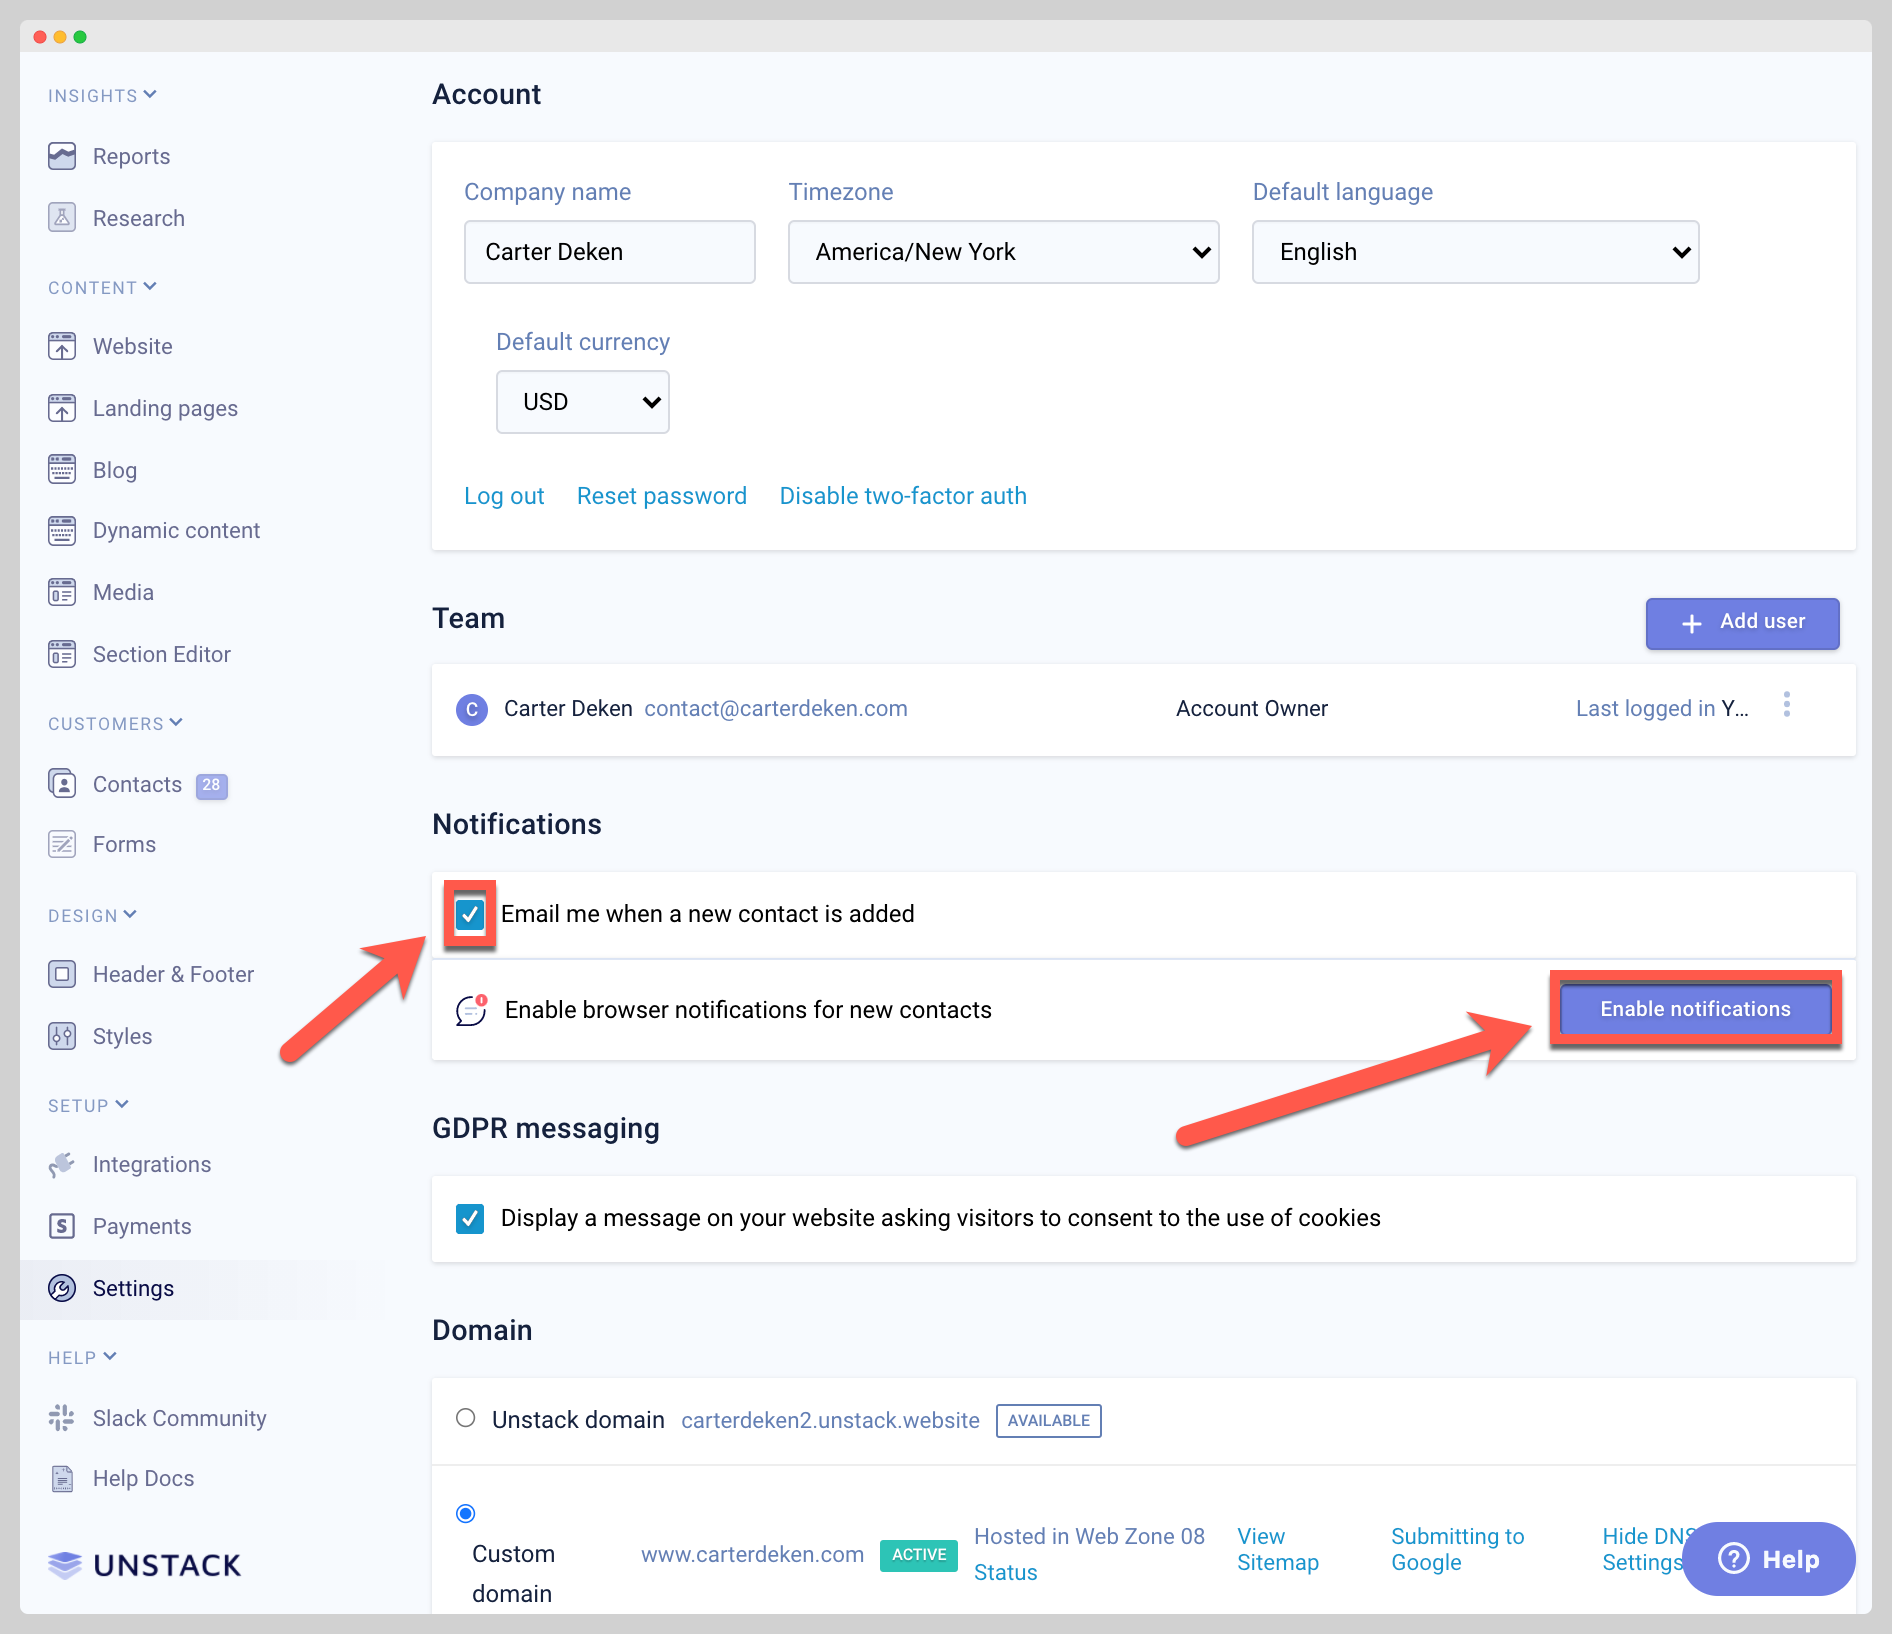 INSIGHTS
Reports
Research
CONTENT
Website
Landing pages
Blog
Dynamic content
Media
Section Editor
CUSTOMERS
Contacts 28
Forms
DESIGN
Header & Footer
Styles
SETUP
Integrations
Payments
Settings
HELP
Slack Community
Help Docs
UNSTACK
Account
Company name Timezone Default language
Carter Deken America/New York English
Default currency
USD
Log out Reset password Disable two-factor auth
Team + Add user
C Carter Deken contact@carterdeken.com Account Owner Last logged in Y...
Notifications
Email me when a new contact is added
Enable browser notifications for new contacts Enable notifications
GDPR messaging
Display a message on your website asking visitors to consent to the use of cookies
Domain
Unstack domain carterdeken2.unstack.website AVAILABLE
Custom
domain
www.carterdeken.com ACTIVE
Hosted in Web Zone 08
Status
View
Sitemap
Submitting to
Google
Hide DNS
Settings
? Help